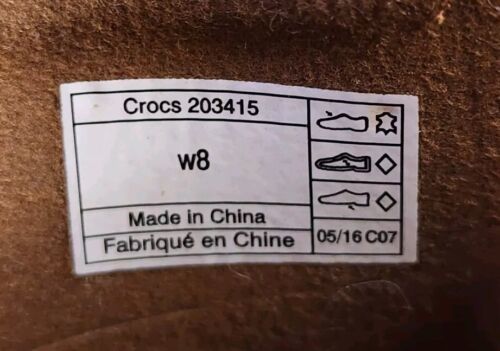 Crocs 203415
w8
Made in China
Fabriqué en Chine
05/16 C07